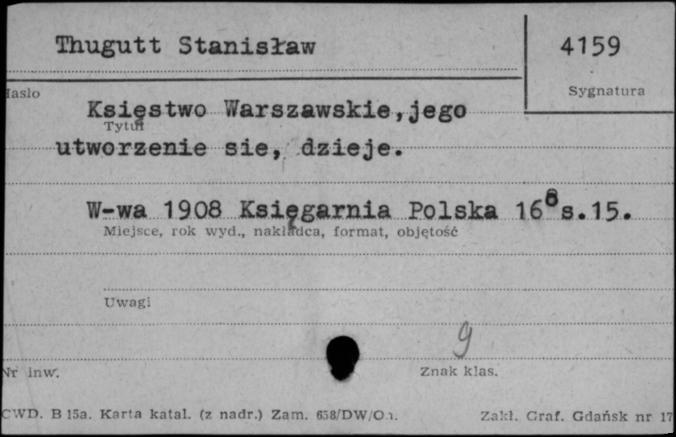 Thugutt Stanisław
4159
Hasło
Sygnatura
Księstwo Warszawskie,jego
Tytuł
utworzenie sie, dzieje.
W-wa 1908 Księgarnia Polska 16⁸s.15.
Miejsce, rok wyd., nakładca, format, objętość
Uwagi
9
Nr inw.
Znak klas.
CWD. B 15a. Karta katal. (z nadr.) Zam. 658/DW/On.
Zakł. Graf. Gdańsk nr 17